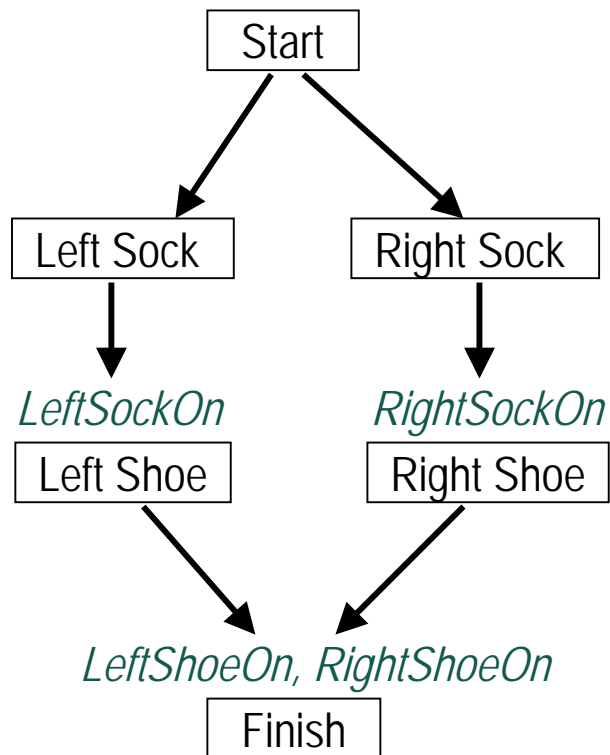 Start
Left Sock
Right Sock
LeftSockOn
RightSockOn
Left Shoe
Right Shoe
LeftShoeOn, RightShoeOn
Finish